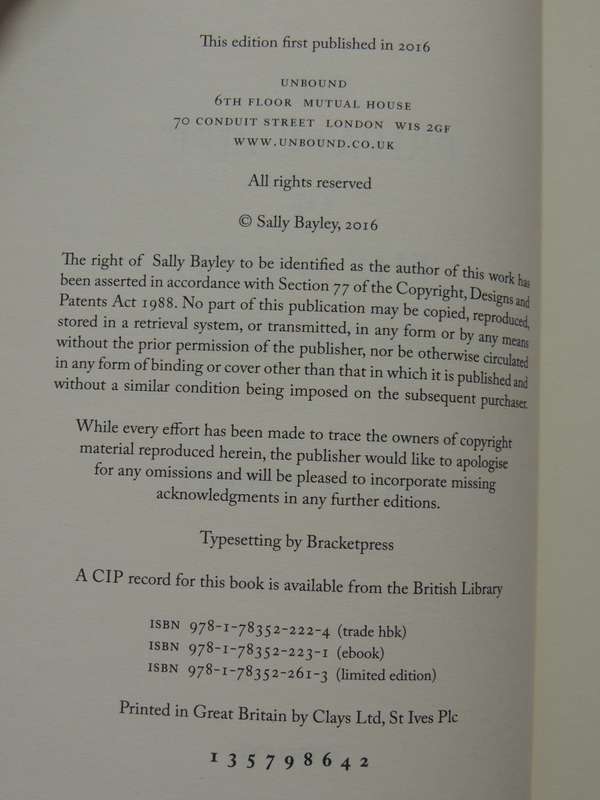 This edition first published in 2016
UNBOUND
6TH FLOOR MUTUAL HOUSE
70 CONDUIT STREET LONDON W1S 2GF
WWW.UNBOUND.CO.UK
All rights reserved
© Sally Bayley, 2016
The right of Sally Bayley to be identified as the author of this work has
been asserted in accordance with Section 77 of the Copyright, Designs and
Patents Act 1988. No part of this publication may be copied, reproduced,
stored in a retrieval system, or transmitted, in any form or by any means
without the prior permission of the publisher, nor be otherwise circulated
in any form of binding or cover other than that in which it is published and
without a similar condition being imposed on the subsequent purchaser.
While every effort has been made to trace the owners of copyright
material reproduced herein, the publisher would like to apologise
for any omissions and will be pleased to incorporate missing
acknowledgments in any further editions.
Typesetting by Bracketpress
A CIP record for this book is available from the British Library
ISBN 978-1-78352-222-4 (trade hbk)
ISBN 978-1-78352-223-1 (ebook)
ISBN 978-1-78352-261-3 (limited edition)
Printed in Great Britain by Clays Ltd, St Ives Plc
1 3 5 7 9 8 6 4 2